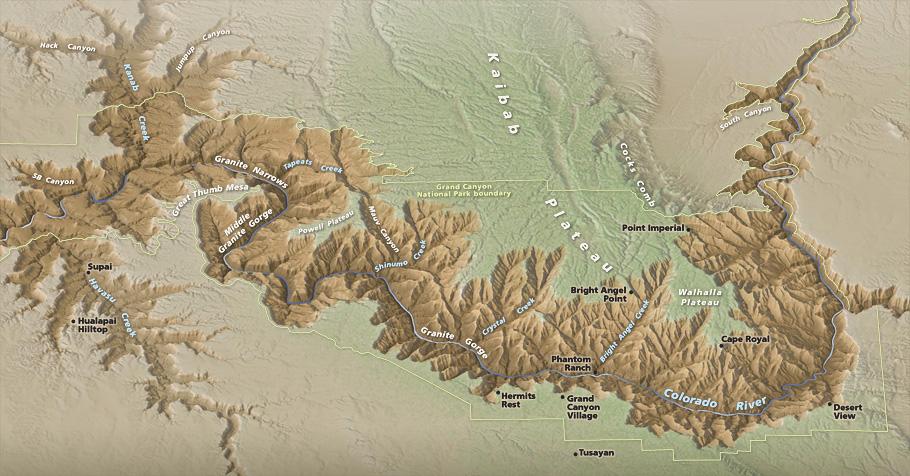 Hack Canyon
Jumpup Canyon
Kanab
Creek
Kaibab
Plateau
South Canyon
Cocks Comb
Granite Narrows
Tapeats
Creek
SB Canyon
Great Thumb Mesa
Grand Canyon
National Park boundary
Middle
Granite Gorge
Powell Plateau
Mauv Canyon
Shinumo
Creek
Point Imperial
Supai
Havasu
Creek
Hualapai
Hilltop
Bright Angel
Point
Walhalla
Plateau
Crystal Creek
Bright Angel Creek
Granite Gorge
Cape Royal
Phantom
Ranch
Colorado River
Hermits
Rest
Grand
Canyon
Village
Desert
View
Tusayan